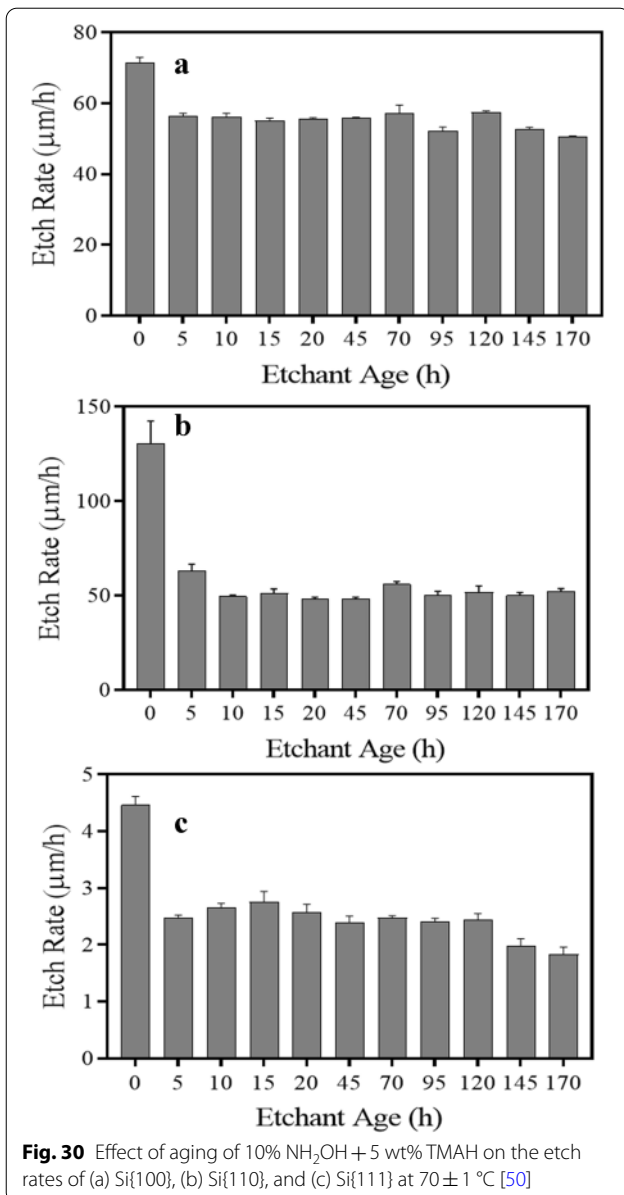 80
a
60
40
20
0
Etch Rate (μm/h)
0 5 10 15 20 45 70 95 120 145 170
Etchant Age (h)
150
b
100
50
0
Etch Rate (μm/h)
0 5 10 15 20 45 70 95 120 145 170
Etchant Age (h)
5
c
4
3
2
1
0
Etch Rate (μm/h)
0 5 10 15 20 45 70 95 120 145 170
Etchant Age (h)
Fig. 30 Effect of aging of 10% NH₂OH + 5 wt% TMAH on the etch
rates of (a) Si{100}, (b) Si{110}, and (c) Si{111} at 70 ± 1 °C [50]